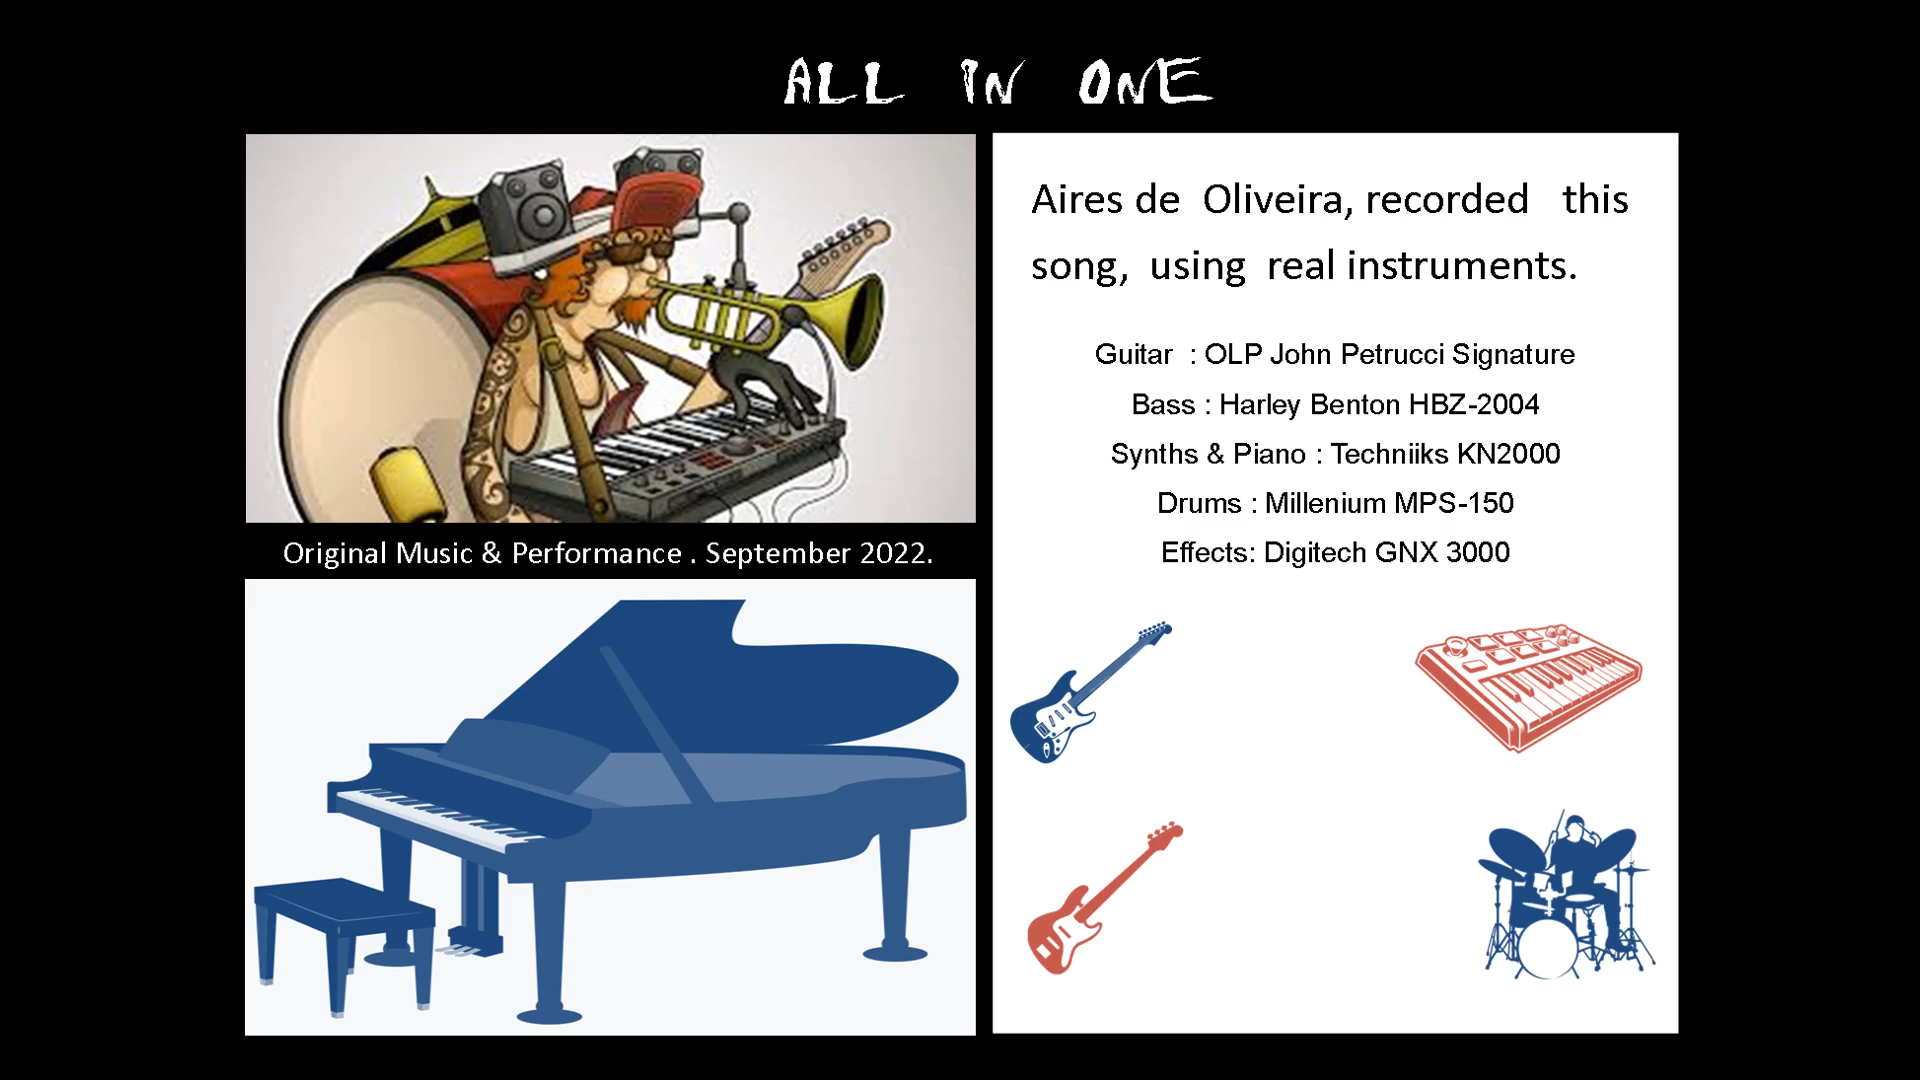 ALL IN ONE
Aires de Oliveira, recorded this
song, using real instruments.
Guitar : OLP John Petrucci Signature
Bass : Harley Benton HBZ-2004
Synths & Piano : Techniiks KN2000
Drums : Millenium MPS-150
Effects: Digitech GNX 3000
Original Music & Performance . September 2022.